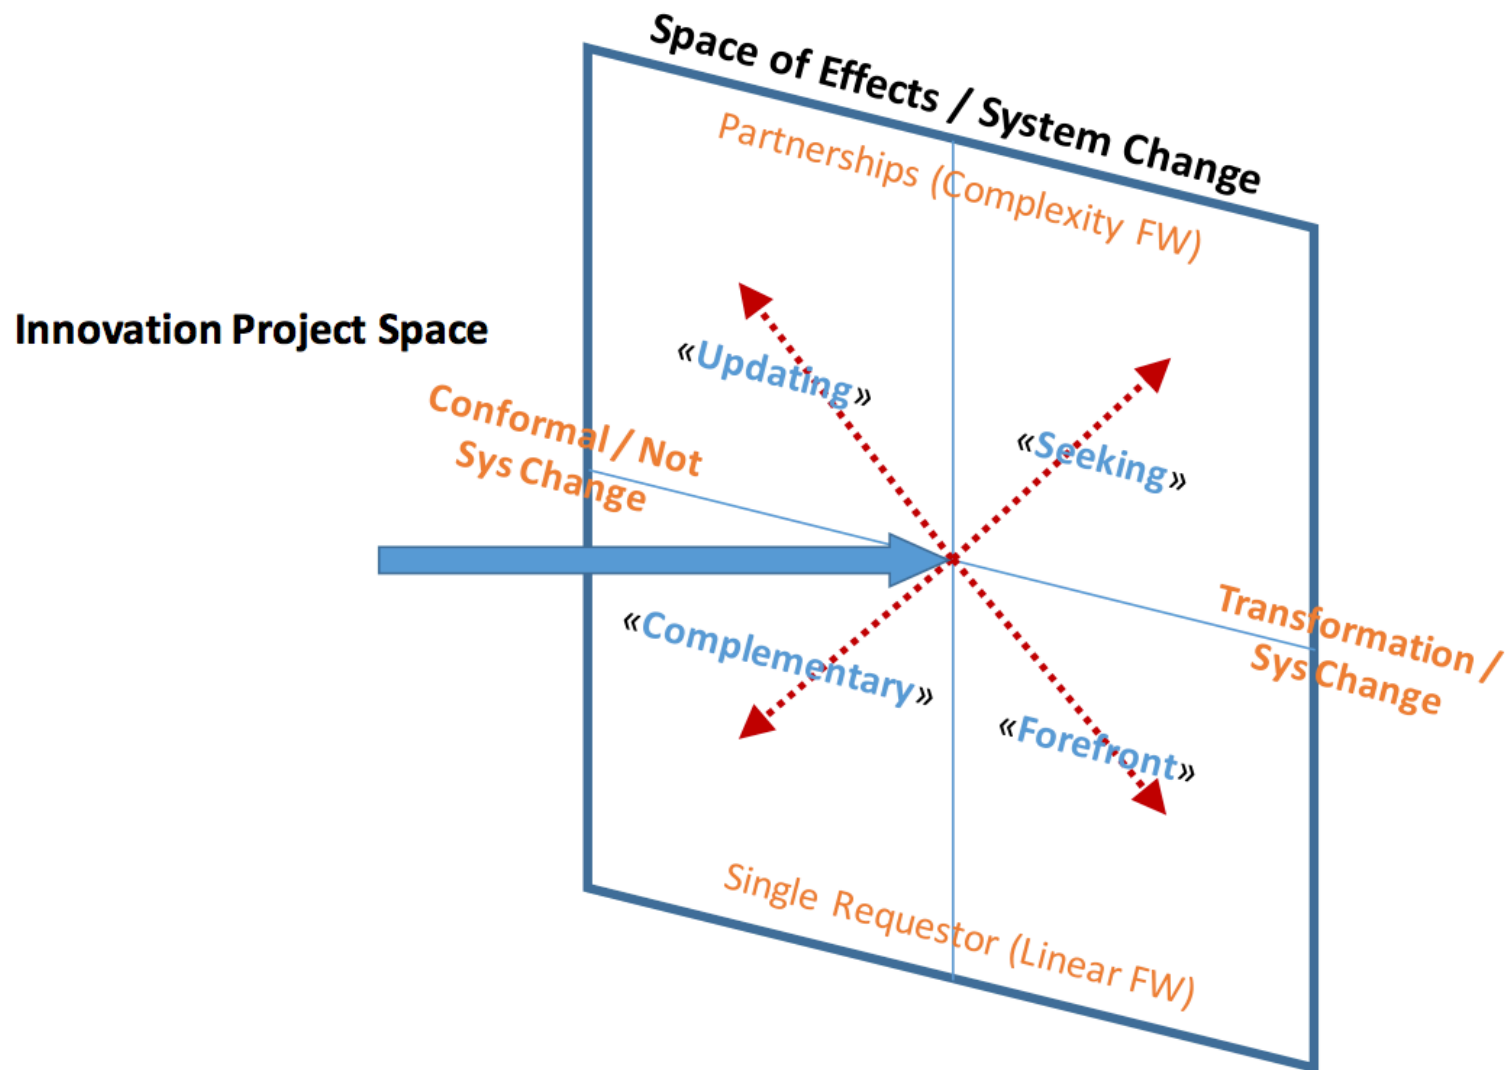 Space of Effects / System Change
Partnerships (Complexity FW)
Innovation Project Space
«Updating»
«Seeking»
Conformal / Not
Sys Change
Transformation /
Sys Change
«Complementary»
«Forefront»
Single Requestor (Linear FW)